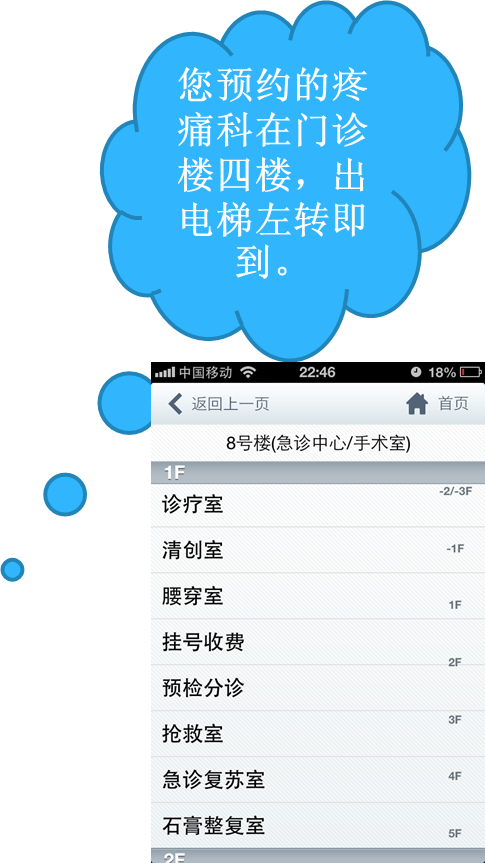 您预约的疼
痛科在门诊
楼四楼，出
电梯左转即
到。
中国移动 22:46 18%
返回上一页 首页
8号楼(急诊中心/手术室)
1F
诊疗室
清创室
腰穿室
挂号收费
预检分诊
抢救室
急诊复苏室
石膏整复室
2F
-2/-3F
-1F
1F
2F
3F
4F
5F